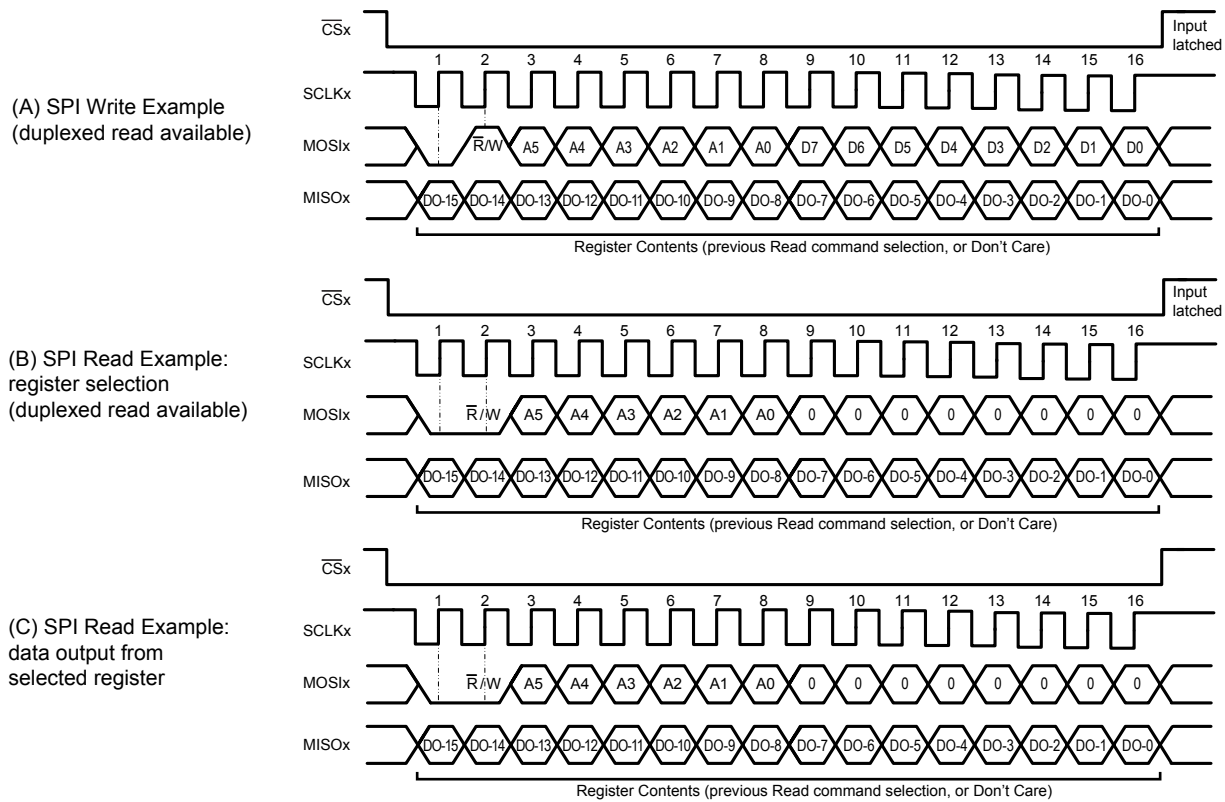 (A) SPI Write Example
(duplexed read available)
CSx
Input
latched
1 2 3 4 5 6 7 8 9 10 11 12 13 14 15 16
SCLKx
MOSIx R/W A5 A4 A3 A2 A1 A0 D7 D6 D5 D4 D3 D2 D1 D0
MISOx DO-15 DO-14 DO-13 DO-12 DO-11 DO-10 DO-9 DO-8 DO-7 DO-6 DO-5 DO-4 DO-3 DO-2 DO-1 DO-0
Register Contents (previous Read command selection, or Don't Care)
(B) SPI Read Example:
register selection
(duplexed read available)
CSx
Input
latched
1 2 3 4 5 6 7 8 9 10 11 12 13 14 15 16
SCLKx
MOSIx R/W A5 A4 A3 A2 A1 A0 0 0 0 0 0 0 0 0
MISOx DO-15 DO-14 DO-13 DO-12 DO-11 DO-10 DO-9 DO-8 DO-7 DO-6 DO-5 DO-4 DO-3 DO-2 DO-1 DO-0
Register Contents (previous Read command selection, or Don't Care)
(C) SPI Read Example:
data output from
selected register
CSx
1 2 3 4 5 6 7 8 9 10 11 12 13 14 15 16
SCLKx
MOSIx R/W A5 A4 A3 A2 A1 A0 0 0 0 0 0 0 0 0
MISOx DO-15 DO-14 DO-13 DO-12 DO-11 DO-10 DO-9 DO-8 DO-7 DO-6 DO-5 DO-4 DO-3 DO-2 DO-1 DO-0
Register Contents (previous Read command selection, or Don't Care)